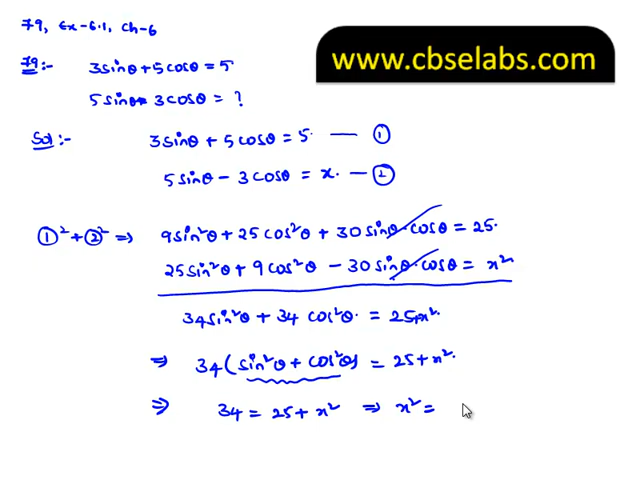 79, Ex-6.1, Ch-6
www.cbselabs.com
79:- 3sinθ+5cosθ=5
5sinθ-3cosθ=?
Sol:- 3sinθ+5cosθ=5. — ①
5sinθ-3cosθ=x. — ②
①²+②² ⇒ 9sin²θ+25cos²θ+30sinθ·cosθ=25.
25sin²θ+9cos²θ-30sinθ·cosθ=x²
34sin²θ+34cos²θ.=25+x².
⇒ 34(sin²θ+cos²θ)=25+x².
⇒ 34=25+x² ⇒ x²=